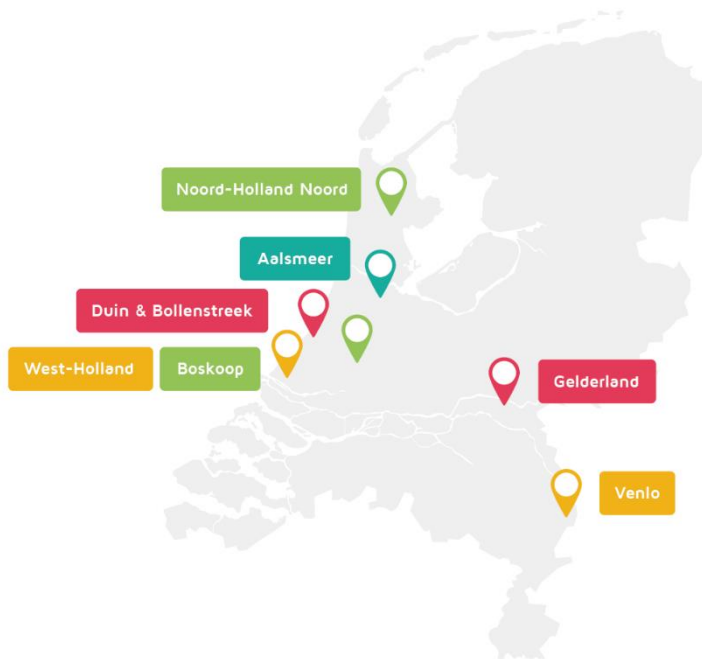 Noord-Holland Noord
Aalsmeer
Duin & Bollenstreek
West-Holland
Boskoop
Gelderland
Venlo